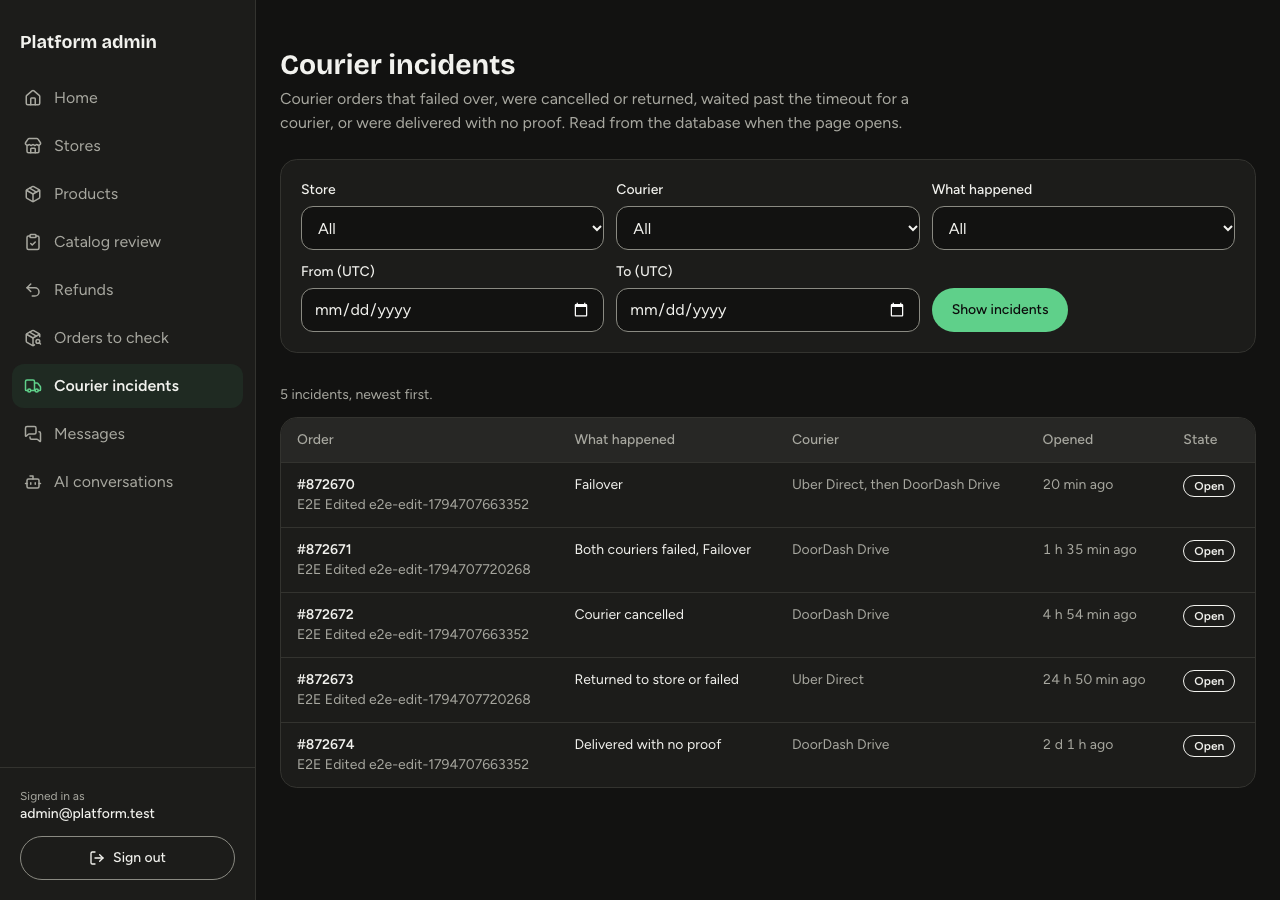 Platform admin
Home
Stores
Products
Catalog review
Refunds
Orders to check
Courier incidents
Messages
AI conversations
Signed in as
admin@platform.test
Sign out
Courier incidents
Courier orders that failed over, were cancelled or returned, waited past the timeout for a
courier, or were delivered with no proof. Read from the database when the page opens.
Store Courier What happened
All All All
From (UTC) To (UTC)
mm/dd/yyyy mm/dd/yyyy Show incidents
5 incidents, newest first.
Order What happened Courier Opened State
#872670 Failover Uber Direct, then DoorDash Drive 20 min ago Open
E2E Edited e2e-edit-1794707663352
#872671 Both couriers failed, Failover DoorDash Drive 1 h 35 min ago Open
E2E Edited e2e-edit-1794707720268
#872672 Courier cancelled DoorDash Drive 4 h 54 min ago Open
E2E Edited e2e-edit-1794707663352
#872673 Returned to store or failed Uber Direct 24 h 50 min ago Open
E2E Edited e2e-edit-1794707720268
#872674 Delivered with no proof DoorDash Drive 2 d 1 h ago Open
E2E Edited e2e-edit-1794707663352